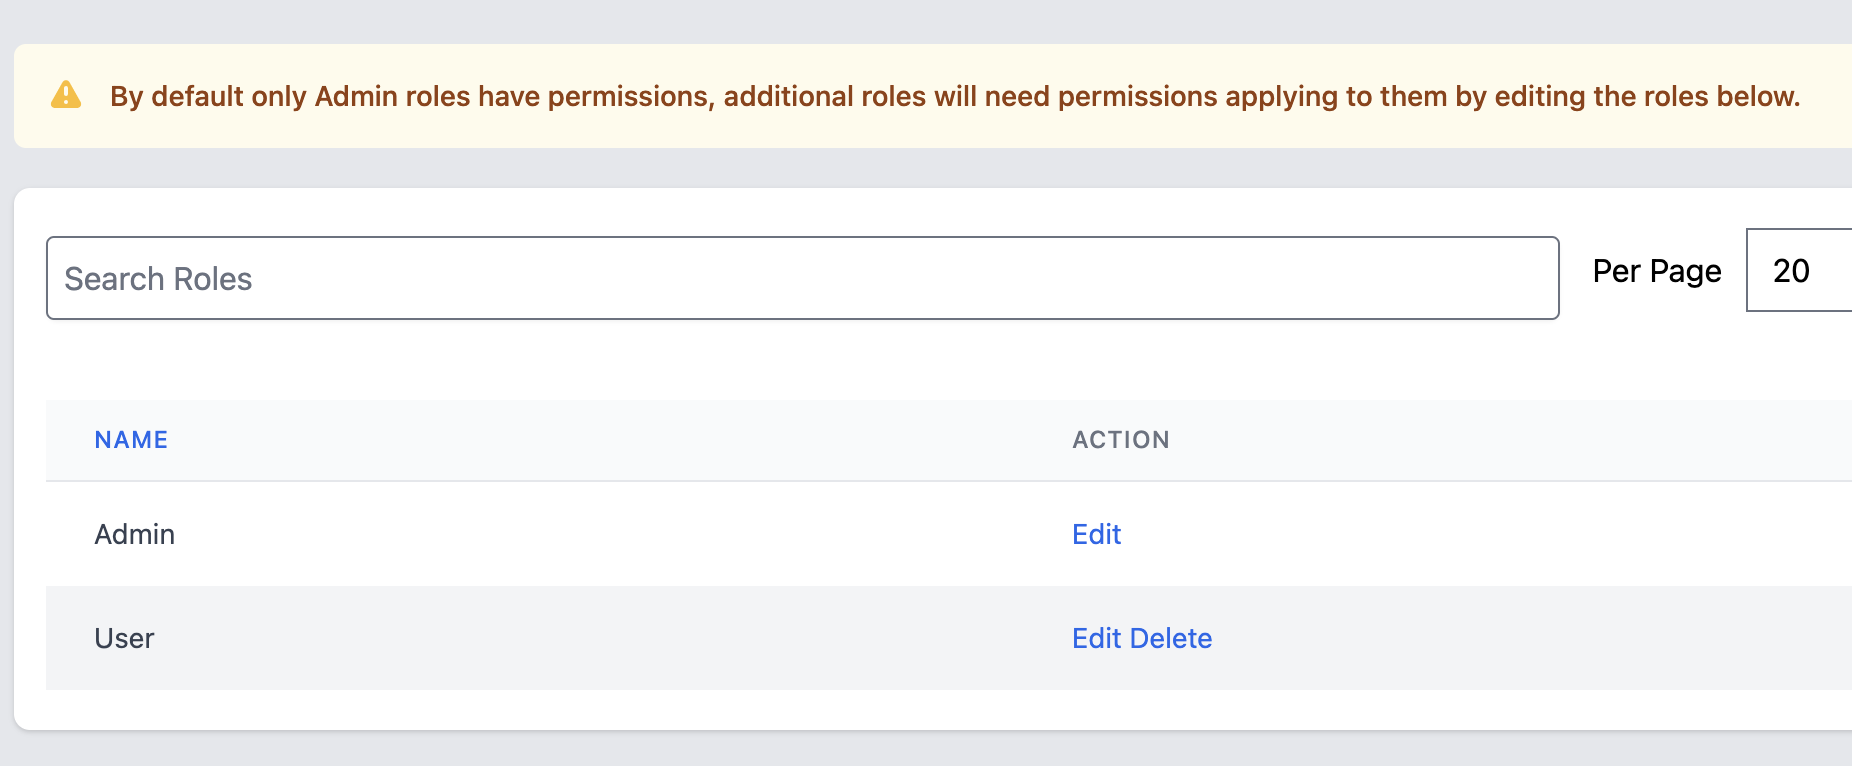 By default only Admin roles have permissions, additional roles will need permissions applying to them by editing the roles below.
Search Roles
Per Page 20
NAME ACTION
Admin Edit
User Edit Delete